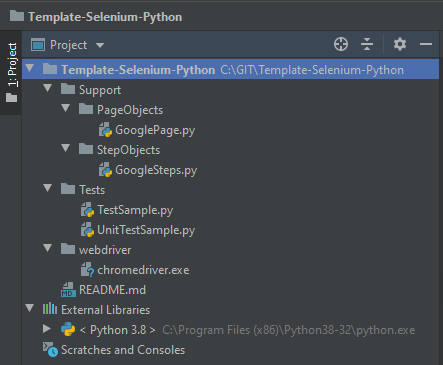 Template-Selenium-Python
1: Project
Project
Template-Selenium-Python C:\GIT\Template-Selenium-Python
Support
PageObjects
GooglePage.py
StepObjects
GoogleSteps.py
Tests
TestSample.py
UnitTestSample.py
webdriver
chromedriver.exe
MD README.md
External Libraries
< Python 3.8 > C:\Program Files (x86)\Python38-32\python.exe
Scratches and Consoles